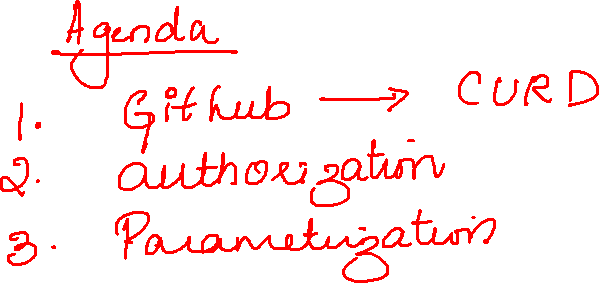 Agenda
1. Github → CURD
2. authorization
3. Parametrization